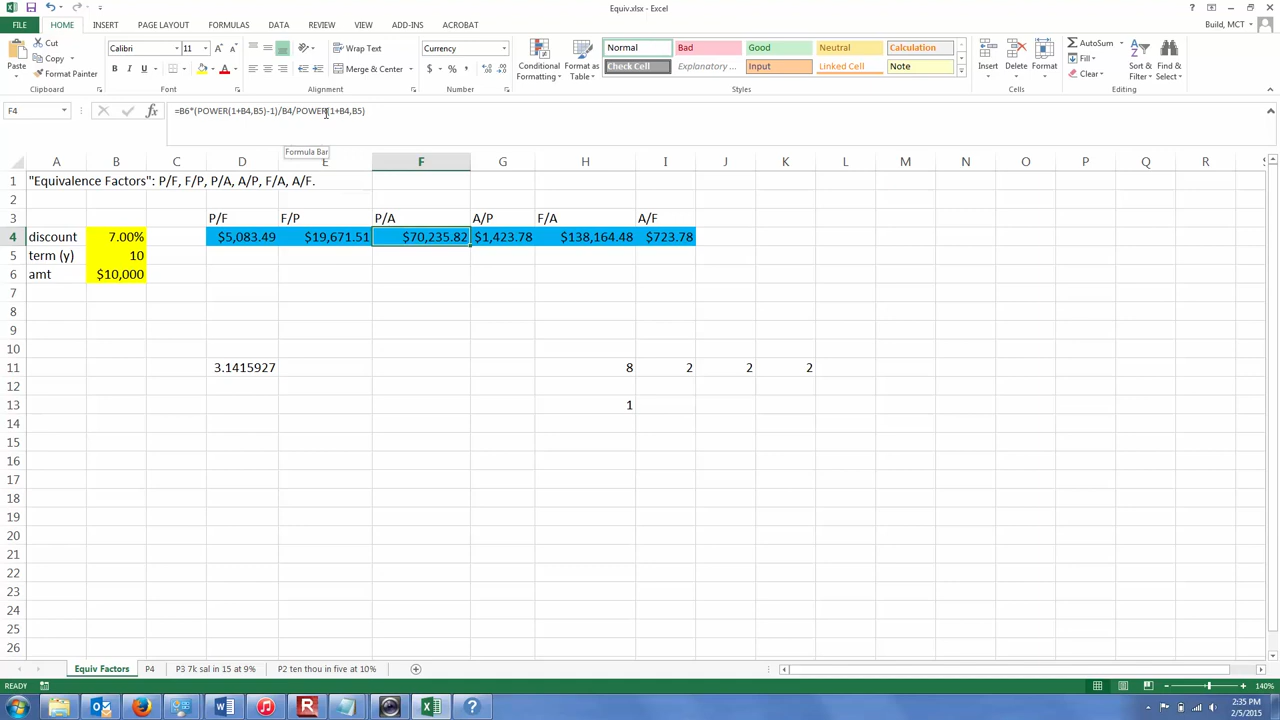 Equiv.xlsx - Excel
FILE HOME INSERT PAGE LAYOUT FORMULAS DATA REVIEW VIEW ADD-INS ACROBAT Build, MCT
Paste Cut Copy Format Painter
Clipboard
Calibri 11
B I U
Font
Wrap Text
Merge & Center
Alignment
Currency
$ % ,
Number
Conditional Formatting
Format as Table
Normal Bad Good Neutral Calculation
Check Cell Explanatory ... Input Linked Cell Note
Styles
Insert Delete Format
Cells
AutoSum
Fill
Clear
Sort & Filter
Find & Select
Editing
F4 fx =B6*(POWER(1+B4,B5)-1)/B4/POWER(1+B4,B5)
Formula Bar
A B C D E F G H I J K L M N O P Q R
1 "Equivalence Factors": P/F, F/P, P/A, A/P, F/A, A/F.
2
3 P/F F/P P/A A/P F/A A/F
4 discount 7.00% $5,083.49 $19,671.51 $70,235.82 $1,423.78 $138,164.48 $723.78
5 term (y) 10
6 amt $10,000
7
8
9
10
11 3.1415927 8 2 2 2
12
13 1
14
15
16
17
18
19
20
21
22
23
24
25
26
Equiv Factors P4 P3 7k sal in 15 at 9% P2 ten thou in five at 10%
READY 140%
2:35 PM
2/5/2015